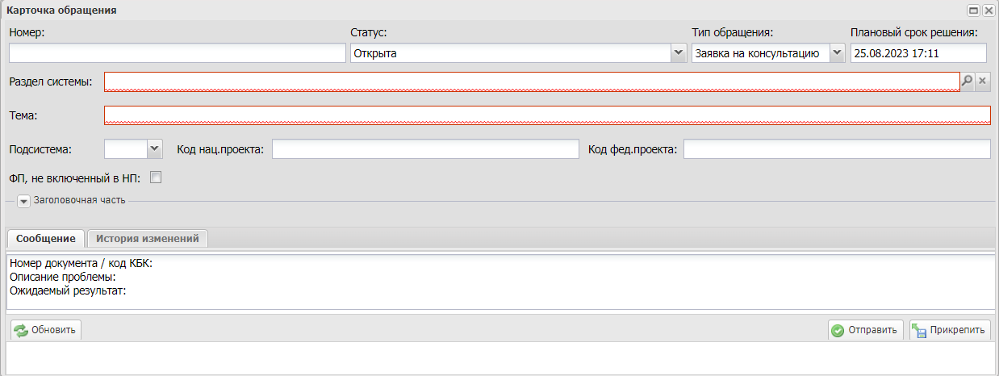 Карточка обращения
Номер: Статус: Тип обращения: Плановый срок решения:
Открыта Заявка на консультацию 25.08.2023 17:11
Раздел системы:
Тема:
Подсистема: Код нац.проекта: Код фед.проекта:
ФП, не включенный в НП:
Заголовочная часть
Сообщение История изменений
Номер документа / код КБК:
Описание проблемы:
Ожидаемый результат:
Обновить Отправить Прикрепить